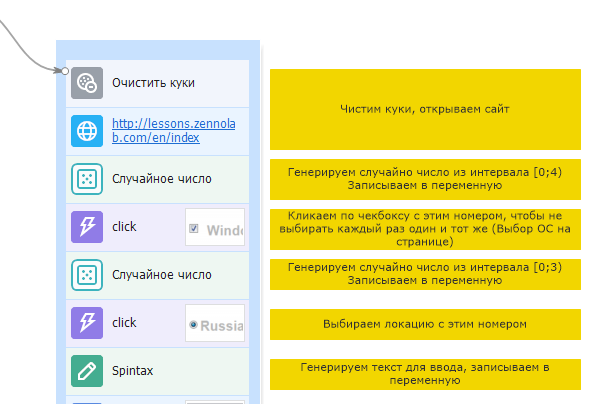 Очистить куки
Чистим куки, открываем сайт
http://lessons.zennola
b.com/en/index
Случайное число
Генерируем случайно число из интервала [0;4)
Записываем в переменную
click
Windo
Кликаем по чекбоксу с этим номером, чтобы не
выбирать каждый раз один и тот же (Выбор ОС на
странице)
Случайное число
Генерируем случайно число из интервала [0;3)
Записываем в переменную
click
Russia
Выбираем локацию с этим номером
Spintax
Генерируем текст для ввода, записываем в
переменную